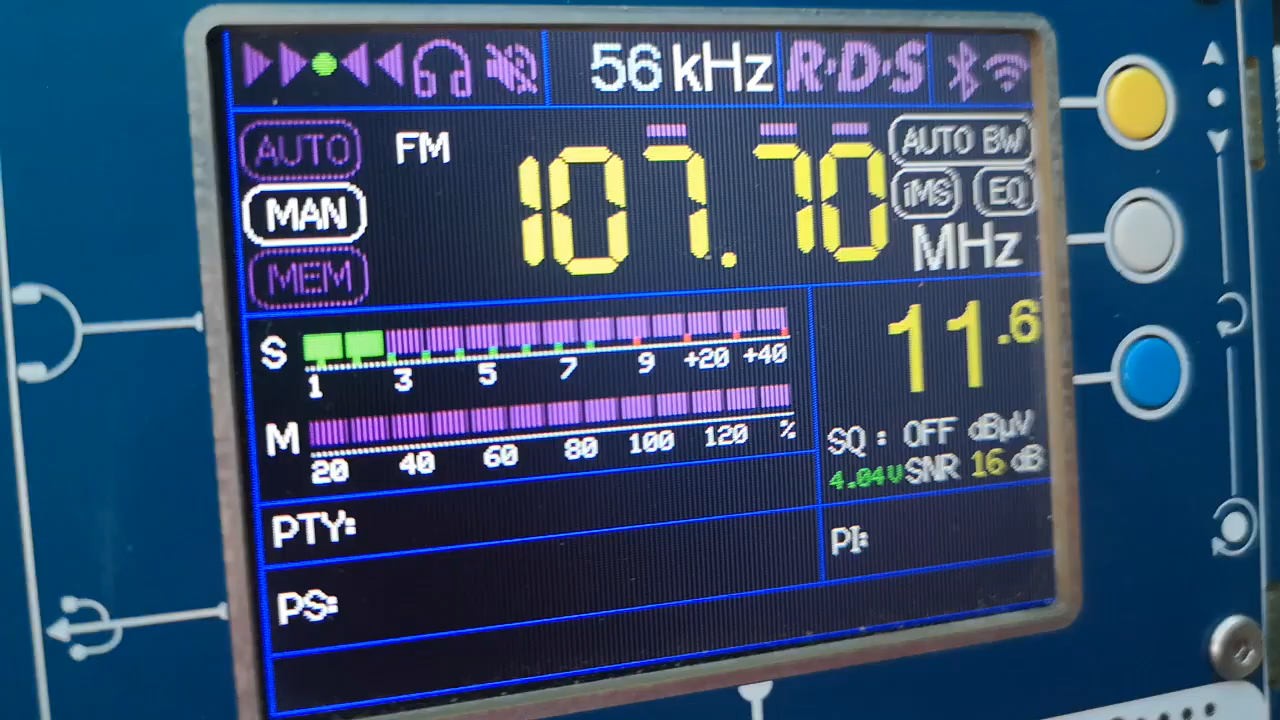 56 kHz R·D·S
AUTO FM 107.70 AUTO BW
MAN iMS EQ
MEM MHz
S 1 3 5 7 9 +20 +40
11.6
M 20 40 60 80 100 120 %
SQ: OFF dBμV
4.04V SNR 16 dB
PTY:
PI:
PS: